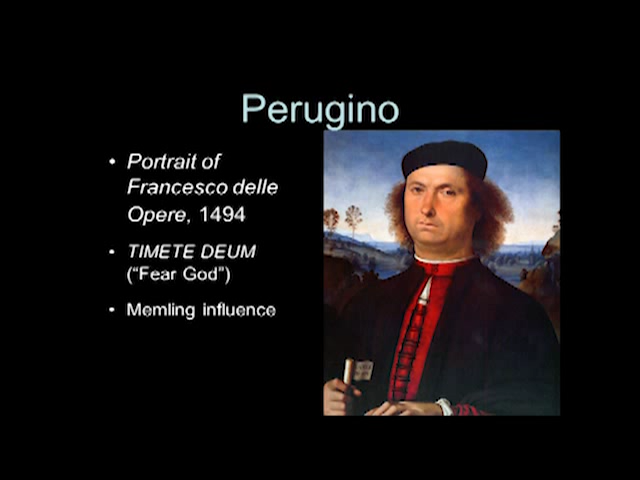 Perugino
• Portrait of
Francesco delle
Opere, 1494
• TIMETE DEUM
("Fear God")
• Memling influence